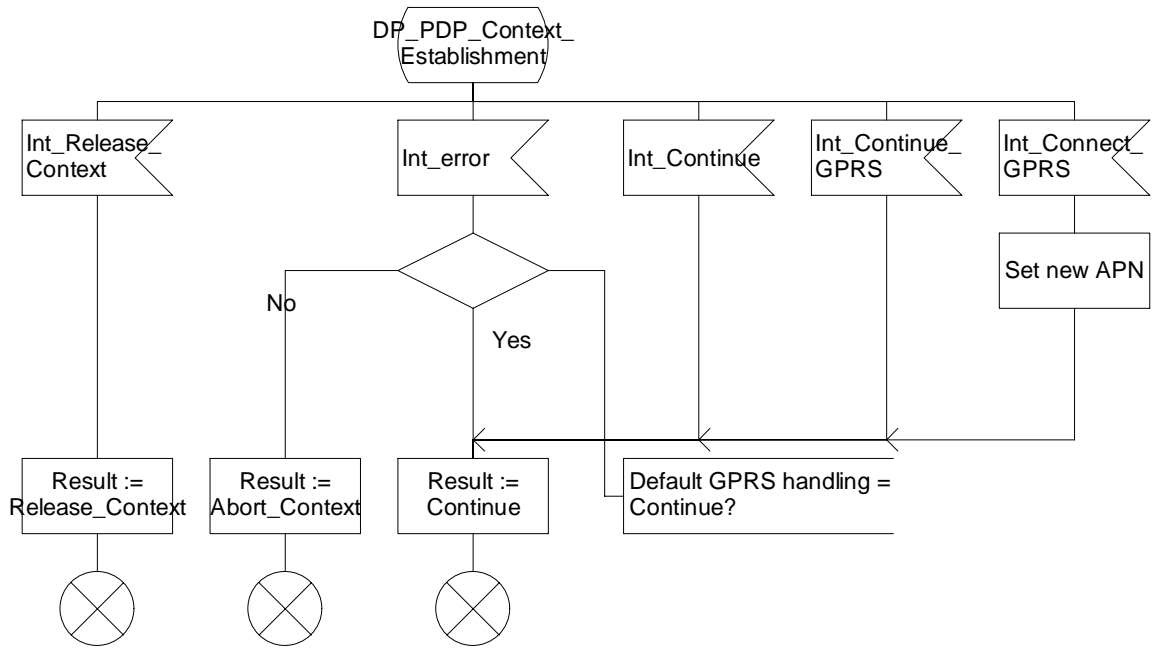 DP_PDP_Context_
Establishment
Int_Release_
Context
Int_error
Int_Continue
Int_Continue_
GPRS
Int_Connect_
GPRS
Set new APN
No
Yes
Result :=
Release_Context
Result :=
Abort_Context
Result :=
Continue
Default GPRS handling =
Continue?